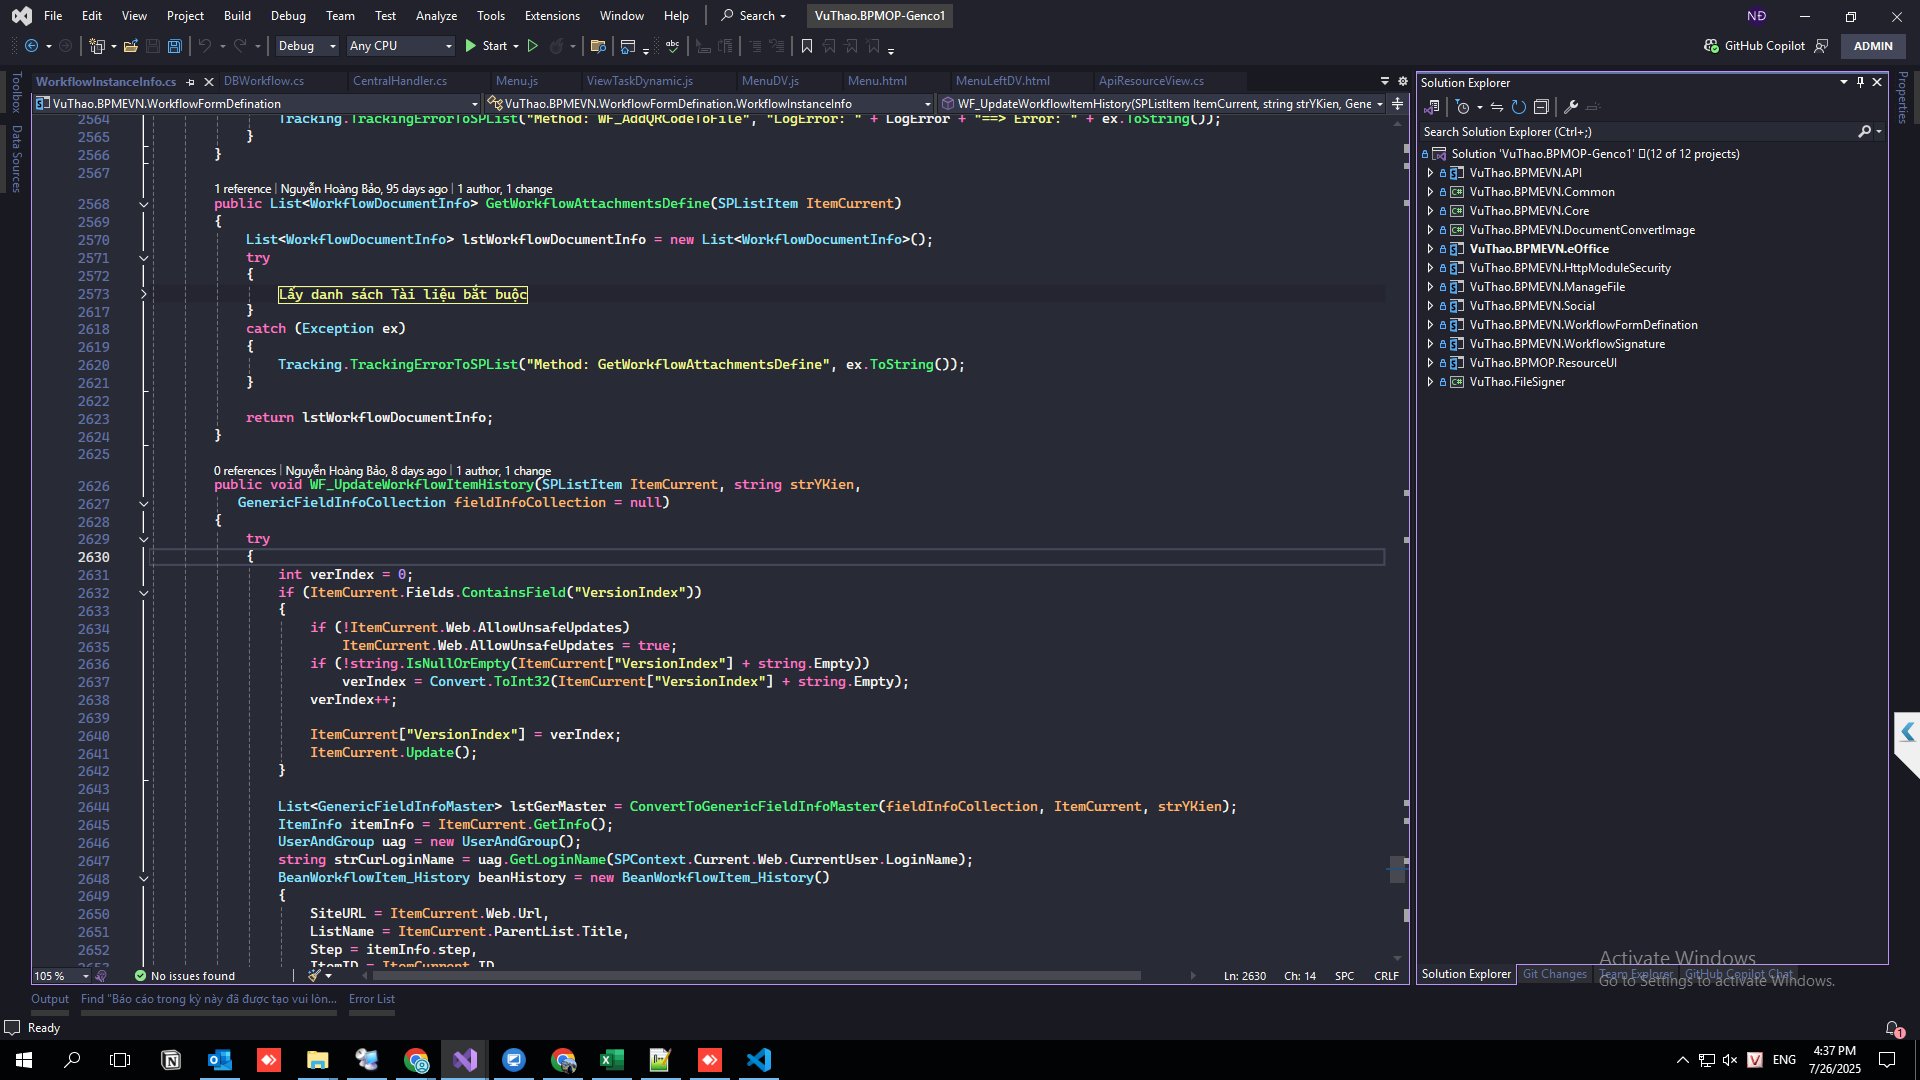 File Edit View Project Build Debug Team Test Analyze Tools Extensions Window Help Search VuThao.BPMOP-Genco1 NĐ
Debug Any CPU Start GitHub Copilot ADMIN
Toolbox
Data Sources
WorkflowInstanceInfo.cs DBWorkflow.cs CentralHandler.cs Menu.js ViewTaskDynamic.js MenuDV.js Menu.html MenuLeftDV.html ApiResourceView.cs
VuThao.BPMEVN.WorkflowFormDefination VuThao.BPMEVN.WorkflowFormDefination.WorkflowInstanceInfo WF_UpdateWorkflowItemHistory(SPListItem ItemCurrent, string strYKien, Gene
2564 Tracking.TrackingErrorToSPList("Method: WF_AddQRCodeToFile", "LogError: " + LogError + "==> Error: " + ex.ToString());
2565 }
2566 }
2567
1 reference | Nguyễn Hoàng Bảo, 95 days ago | 1 author, 1 change
2568 public List<WorkflowDocumentInfo> GetWorkflowAttachmentsDefine(SPListItem ItemCurrent)
2569 {
2570 List<WorkflowDocumentInfo> lstWorkflowDocumentInfo = new List<WorkflowDocumentInfo>();
2571 try
2572 {
2573 Lấy danh sách Tài liệu bắt buộc
2617 }
2618 catch (Exception ex)
2619 {
2620 Tracking.TrackingErrorToSPList("Method: GetWorkflowAttachmentsDefine", ex.ToString());
2621 }
2622
2623 return lstWorkflowDocumentInfo;
2624 }
2625
0 references | Nguyễn Hoàng Bảo, 8 days ago | 1 author, 1 change
2626 public void WF_UpdateWorkflowItemHistory(SPListItem ItemCurrent, string strYKien,
2627 GenericFieldInfoCollection fieldInfoCollection = null)
2628 {
2629 try
2630 {
2631 int verIndex = 0;
2632 if (ItemCurrent.Fields.ContainsField("VersionIndex"))
2633 {
2634 if (!ItemCurrent.Web.AllowUnsafeUpdates)
2635 ItemCurrent.Web.AllowUnsafeUpdates = true;
2636 if (!string.IsNullOrEmpty(ItemCurrent["VersionIndex"] + string.Empty))
2637 verIndex = Convert.ToInt32(ItemCurrent["VersionIndex"] + string.Empty);
2638 verIndex++;
2639
2640 ItemCurrent["VersionIndex"] = verIndex;
2641 ItemCurrent.Update();
2642 }
2643
2644 List<GenericFieldInfoMaster> lstGerMaster = ConvertToGenericFieldInfoMaster(fieldInfoCollection, ItemCurrent, strYKien);
2645 ItemInfo itemInfo = ItemCurrent.GetInfo();
2646 UserAndGroup uag = new UserAndGroup();
2647 string strCurLoginName = uag.GetLoginName(SPContext.Current.Web.CurrentUser.LoginName);
2648 BeanWorkflowItem_History beanHistory = new BeanWorkflowItem_History()
2649 {
2650 SiteURL = ItemCurrent.Web.Url,
2651 ListName = ItemCurrent.ParentList.Title,
2652 Step = itemInfo.step,
2653 ItemID = ItemCurrent.ID
105 % No issues found Ln: 2630 Ch: 14 SPC CRLF
Output Find "Báo cáo trong kỳ này đã được tạo vui lòn... Error List
Ready
Solution Explorer
Search Solution Explorer (Ctrl+;)
Solution 'VuThao.BPMOP-Genco1' (12 of 12 projects)
VuThao.BPMEVN.API
VuThao.BPMEVN.Common
VuThao.BPMEVN.Core
VuThao.BPMEVN.DocumentConvertImage
VuThao.BPMEVN.eOffice
VuThao.BPMEVN.HttpModuleSecurity
VuThao.BPMEVN.ManageFile
VuThao.BPMEVN.Social
VuThao.BPMEVN.WorkflowFormDefination
VuThao.BPMEVN.WorkflowSignature
VuThao.BPMOP.ResourceUI
VuThao.FileSigner
Properties
Activate Windows
Go to Settings to activate Windows.
Solution Explorer Git Changes Team Explorer GitHub Copilot Chat
1
ENG
4:37 PM
7/26/2025